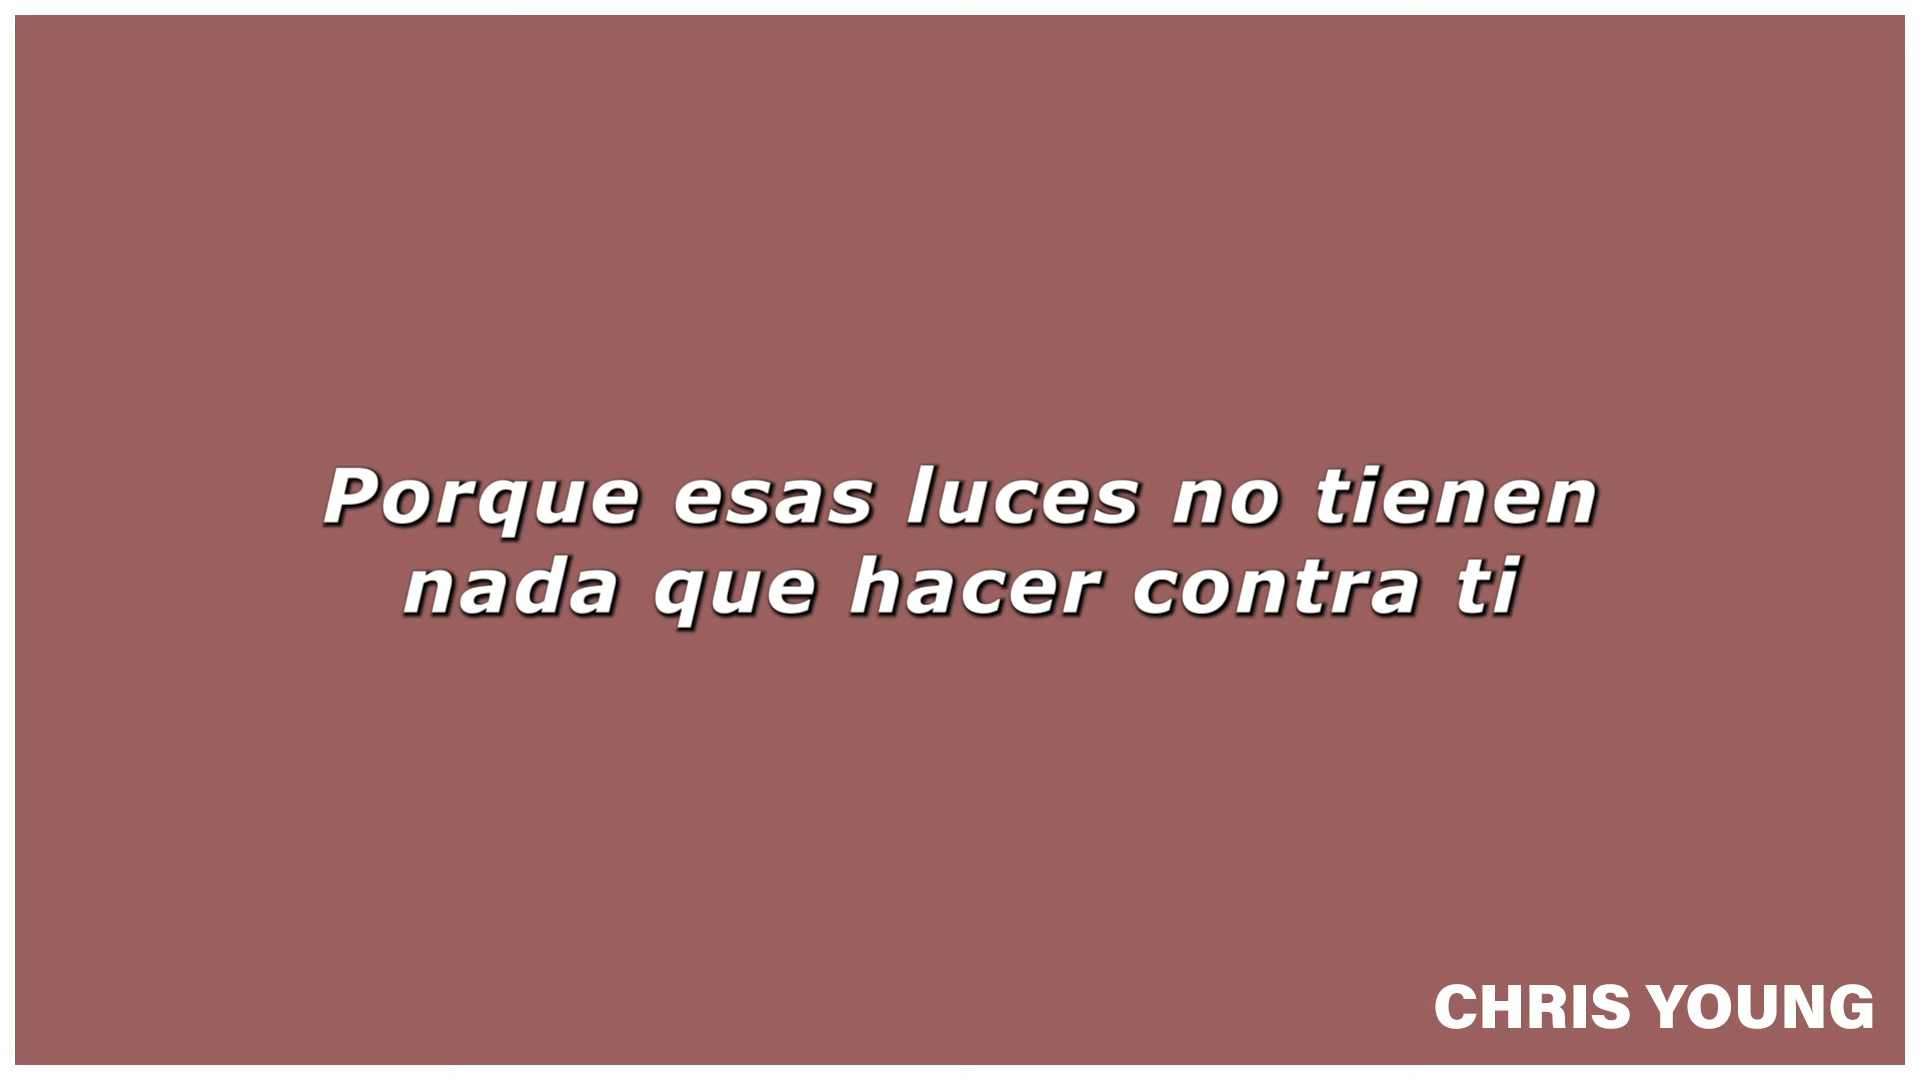 Porque esas luces no tienen
nada que hacer contra ti
CHRIS YOUNG